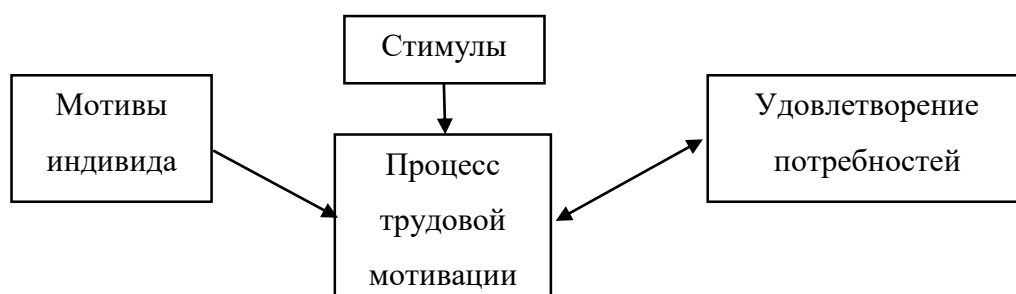 Стимулы
Мотивы
индивида
Процесс
трудовой
мотивации
Удовлетворение
потребностей